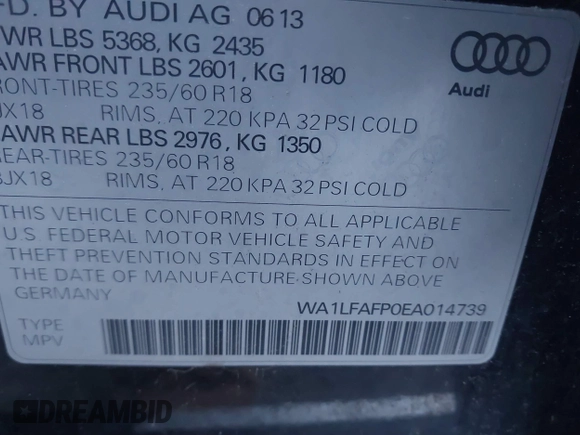 FD. BY AUDI AG 06 13
WR LBS 5368, KG 2435
AWR FRONT LBS 2601, KG 1180
RONT-TIRES 235/60 R18
JX18 RIMS, AT 220 KPA 32 PSI COLD
AWR REAR LBS 2976, KG 1350
EAR-TIRES 235/60 R18
JX18 RIMS, AT 220 KPA 32 PSI COLD
THIS VEHICLE CONFORMS TO ALL APPLICABLE
U.S. FEDERAL MOTOR VEHICLE SAFETY AND
THEFT PREVENTION STANDARDS IN EFFECT ON
THE DATE OF MANUFACTURE SHOWN ABOVE
GERMANY
WA1LFAFP0EA014739
TYPE
MPV
Audi
DREAMBID